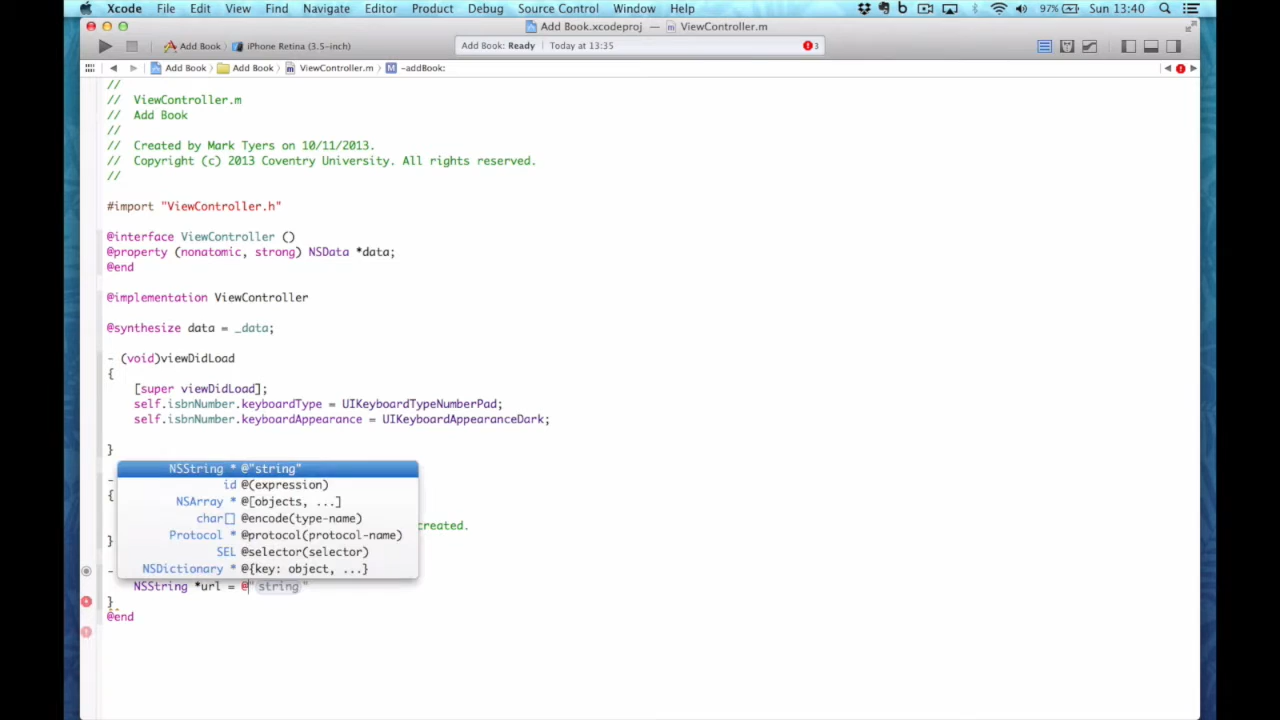 Xcode File Edit View Find Navigate Editor Product Debug Source Control Window Help 97% Sun 13:40
Add Book.xcodeproj — ViewController.m
Add Book iPhone Retina (3.5-inch) Add Book: Ready Today at 13:35 3
Add Book Add Book ViewController.m M -addBook:
//
// ViewController.m
// Add Book
//
// Created by Mark Tyers on 10/11/2013.
// Copyright (c) 2013 Coventry University. All rights reserved.
//
#import "ViewController.h"
@interface ViewController ()
@property (nonatomic, strong) NSData *data;
@end
@implementation ViewController
@synthesize data = _data;
- (void)viewDidLoad
{
[super viewDidLoad];
self.isbnNumber.keyboardType = UIKeyboardTypeNumberPad;
self.isbnNumber.keyboardAppearance = UIKeyboardAppearanceDark;
}
NSString * @"string"
-
id @(expression)
{
NSArray * @[objects, ...]
char[] @encode(type-name)
created.
Protocol * @protocol(protocol-name)
}
SEL @selector(selector)
NSDictionary * @{key: object, ...}
-
NSString *url = @"string"
}
@end